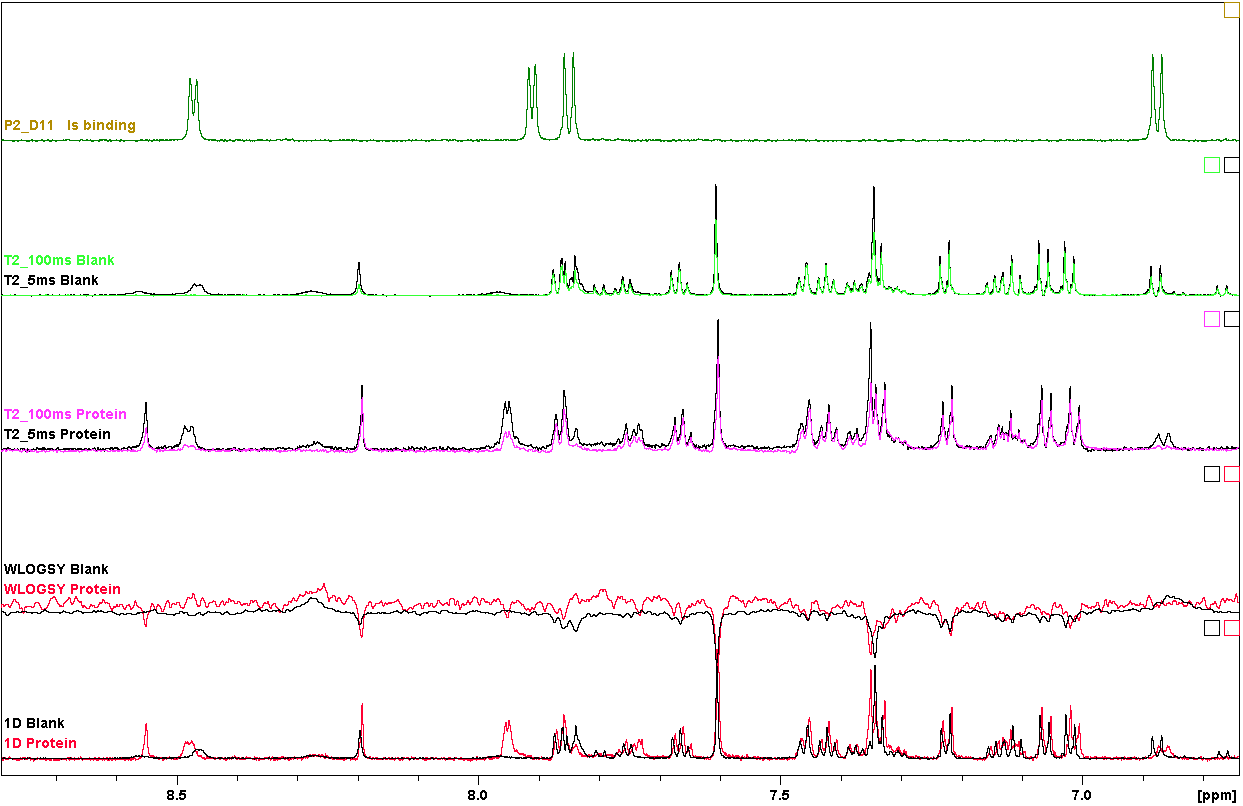 P2_D11 Is binding
T2_100ms Blank
T2_5ms Blank
T2_100ms Protein
T2_5ms Protein
WLOGSY Blank
WLOGSY Protein
1D Blank
1D Protein
8.5 8.0 7.5 7.0 [ppm]